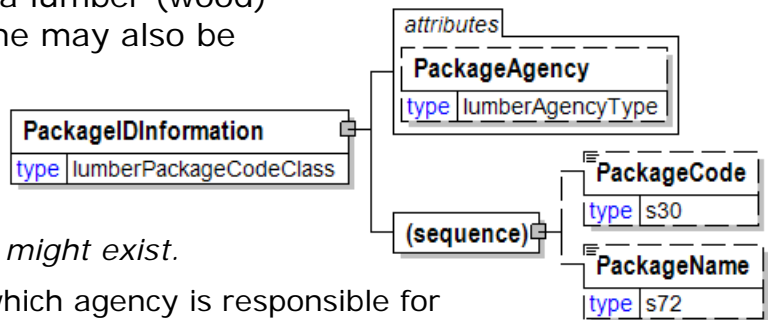 a lumber (wood)
ne may also be
attributes
PackageAgency
type lumberAgencyType
PackageIDInformation
type lumberPackageCodeClass
PackageCode
type s30
(sequence)
might exist.
PackageName
type s72
which agency is responsible for